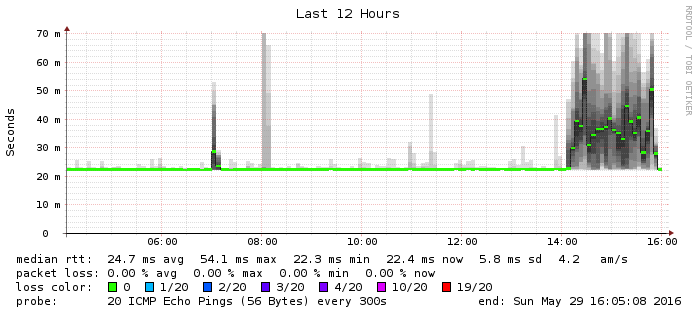 Last 12 Hours
RRDTOOL / TOBI OETIKER
Seconds
70 m
60 m
50 m
40 m
30 m
20 m
10 m
0
06:00 08:00 10:00 12:00 14:00 16:00
median rtt: 24.7 ms avg 54.1 ms max 22.3 ms min 22.4 ms now 5.8 ms sd 4.2 am/s
packet loss: 0.00 % avg 0.00 % max 0.00 % min 0.00 % now
loss color: 0 1/20 2/20 3/20 4/20 10/20 19/20
probe: 20 ICMP Echo Pings (56 Bytes) every 300s end: Sun May 29 16:05:08 2016